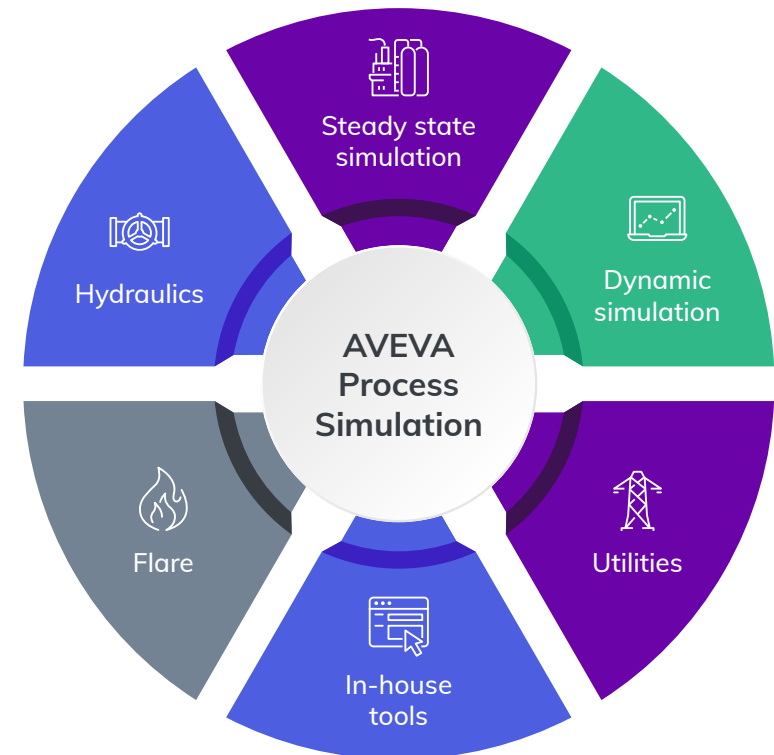 Steady state
simulation
Dynamic
simulation
Utilities
In-house
tools
Flare
Hydraulics
AVEVA
Process
Simulation